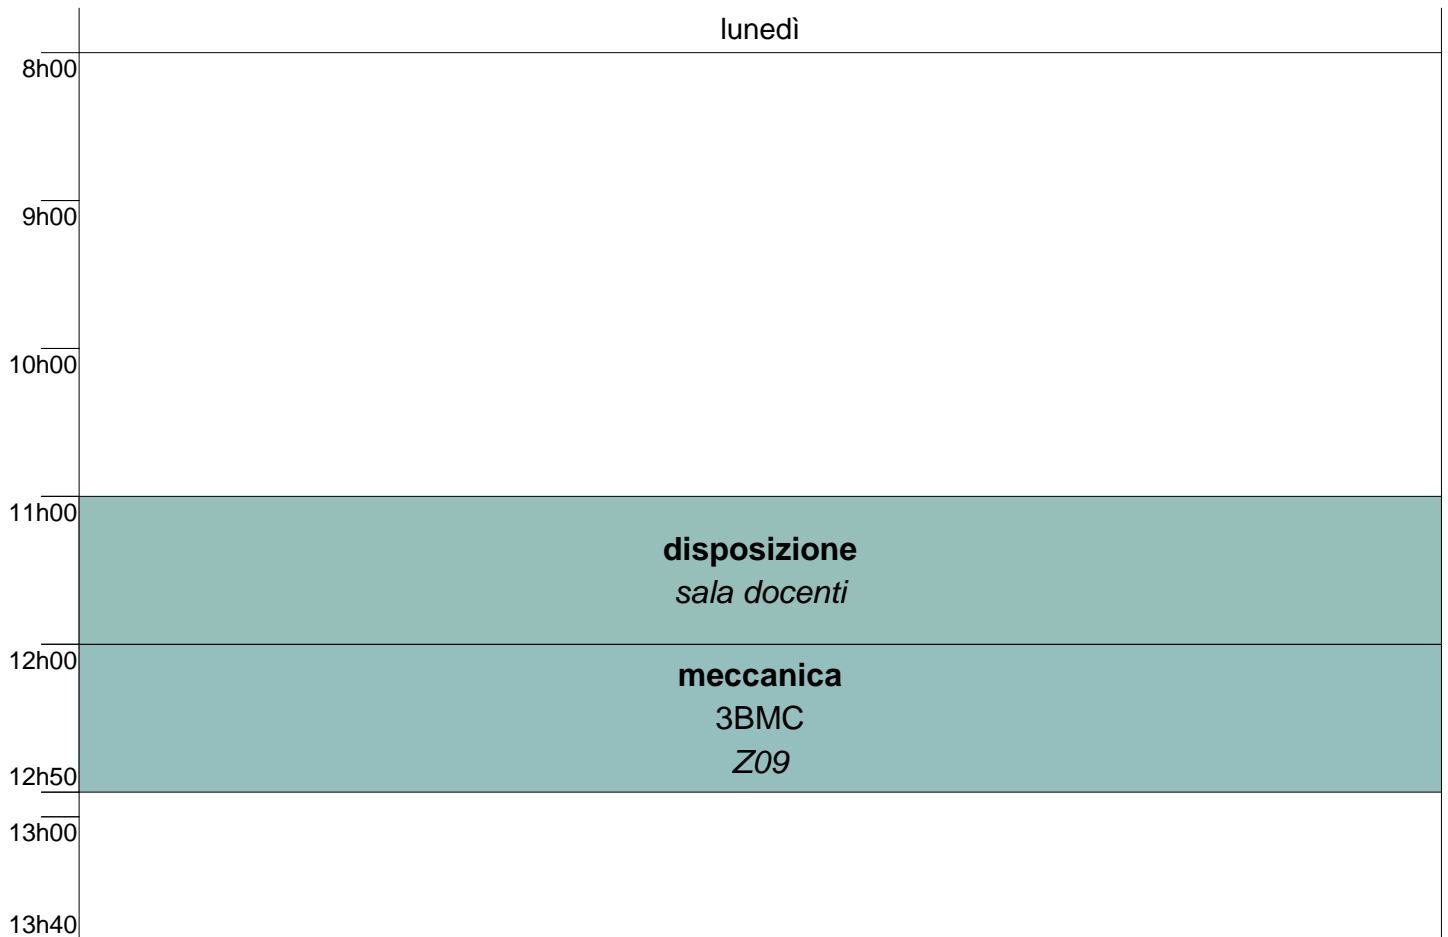 lunedì
8h00
9h00
10h00
11h00
disposizione
sala docenti
12h00
meccanica
3BMC
Z09
12h50
13h00
13h40